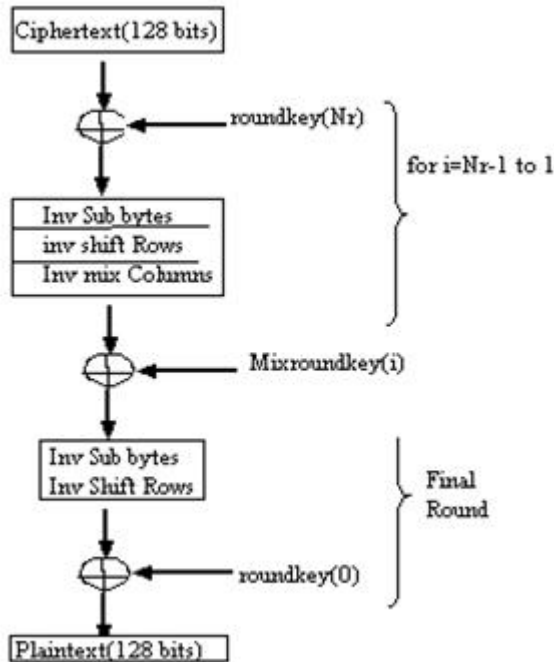 Ciphertext(128 bits)
roundkey(Nr)
for i=Nr-1 to 1
Inv Sub bytes
inv shift Rows
Inv mix Columns
Mixroundkey(i)
Inv Sub bytes
Inv Shift Rows
Final
Round
roundkey(0)
Plaintext(128 bits)